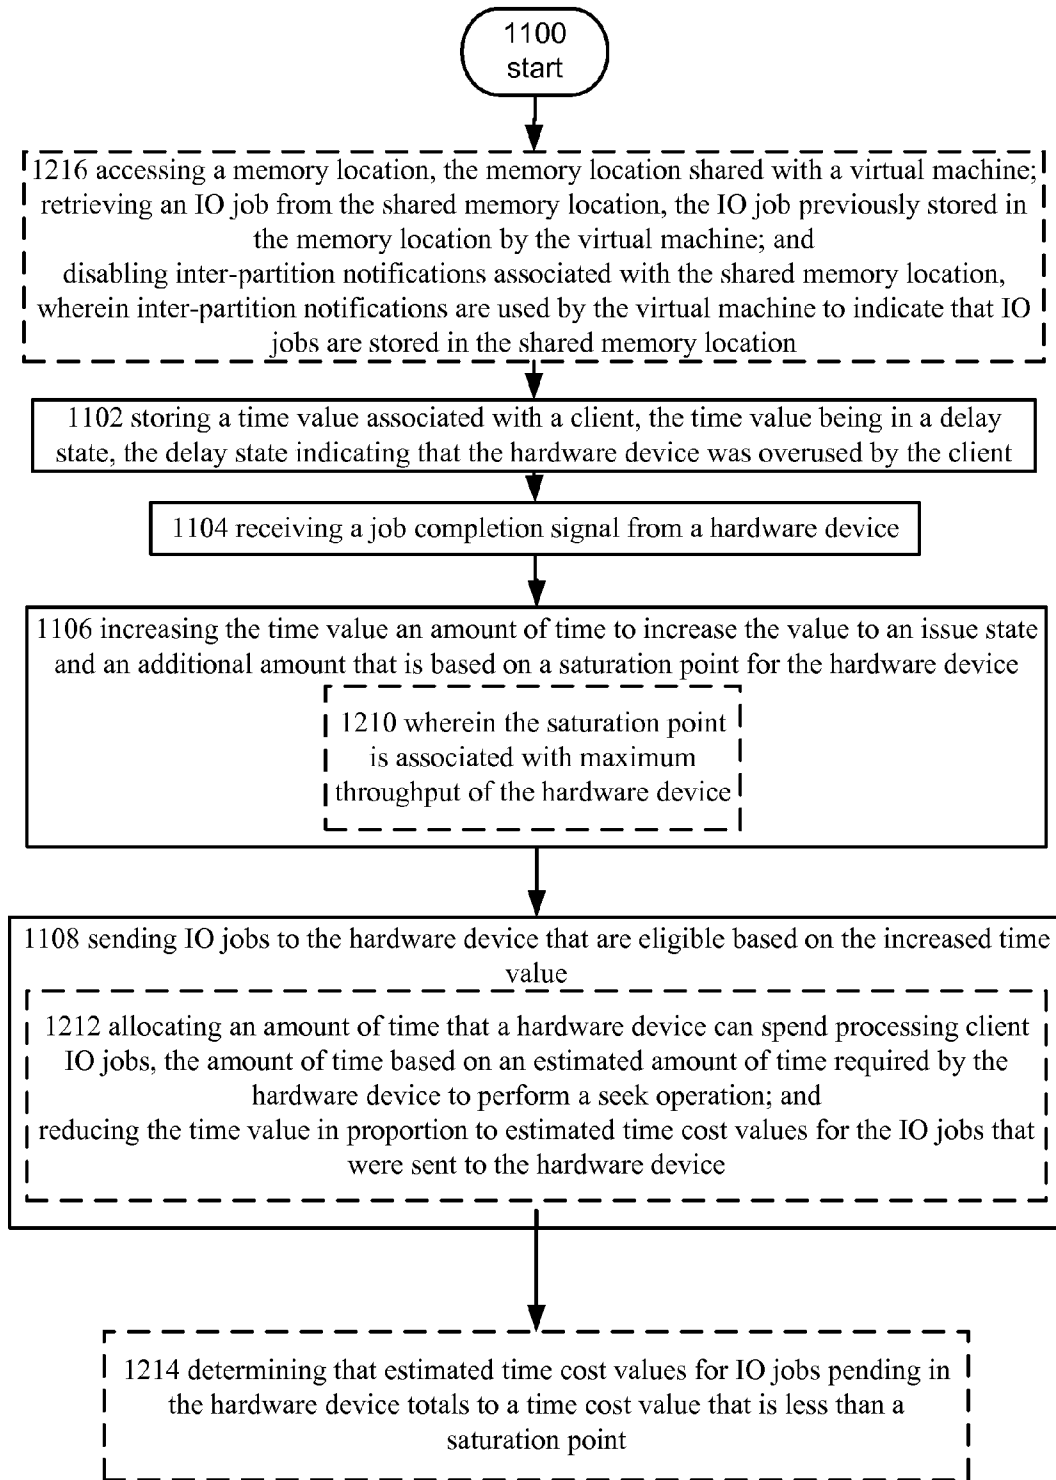 1100
start
1216 accessing a memory location, the memory location shared with a virtual machine;
retrieving an IO job from the shared memory location, the IO job previously stored in
the memory location by the virtual machine; and
disabling inter-partition notifications associated with the shared memory location,
wherein inter-partition notifications are used by the virtual machine to indicate that IO
jobs are stored in the shared memory location
1102 storing a time value associated with a client, the time value being in a delay
state, the delay state indicating that the hardware device was overused by the client
1104 receiving a job completion signal from a hardware device
1106 increasing the time value an amount of time to increase the value to an issue state
and an additional amount that is based on a saturation point for the hardware device
1210 wherein the saturation point
is associated with maximum
throughput of the hardware device
1108 sending IO jobs to the hardware device that are eligible based on the increased time
value
1212 allocating an amount of time that a hardware device can spend processing client
IO jobs, the amount of time based on an estimated amount of time required by the
hardware device to perform a seek operation; and
reducing the time value in proportion to estimated time cost values for the IO jobs that
were sent to the hardware device
1214 determining that estimated time cost values for IO jobs pending in
the hardware device totals to a time cost value that is less than a
saturation point